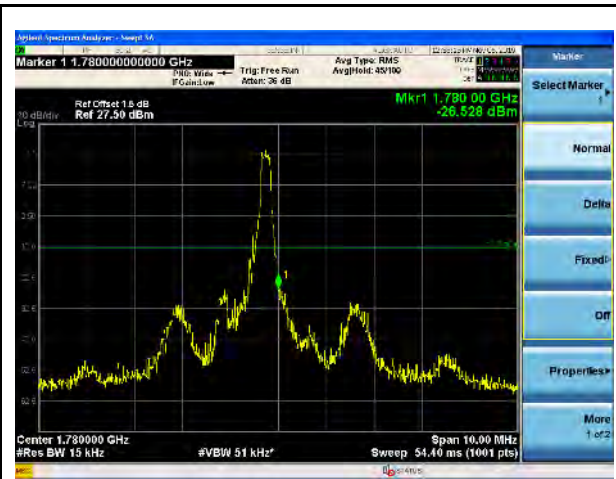 Agilent Spectrum Analyzer - Swept SA
Marker 1 1.780000000000 GHz
PNO: Wide
IFGain:Low
Trig: Free Run
Atten: 36 dB
Avg Type: RMS
Avg|Hold: 45/100
Marker
Select Marker
1
Mkr1 1.780 00 GHz
-26.528 dBm
Ref Offset 1.5 dB
Ref 27.50 dBm
10 dB/div
Log
1
Normal
Delta
Fixed
Off
Properties
More
1 of 2
Center 1.780000 GHz
Span 10.00 MHz
#Res BW 15 kHz
#VBW 51 kHz*
Sweep 54.40 ms (1001 pts)
MSG
STATUS